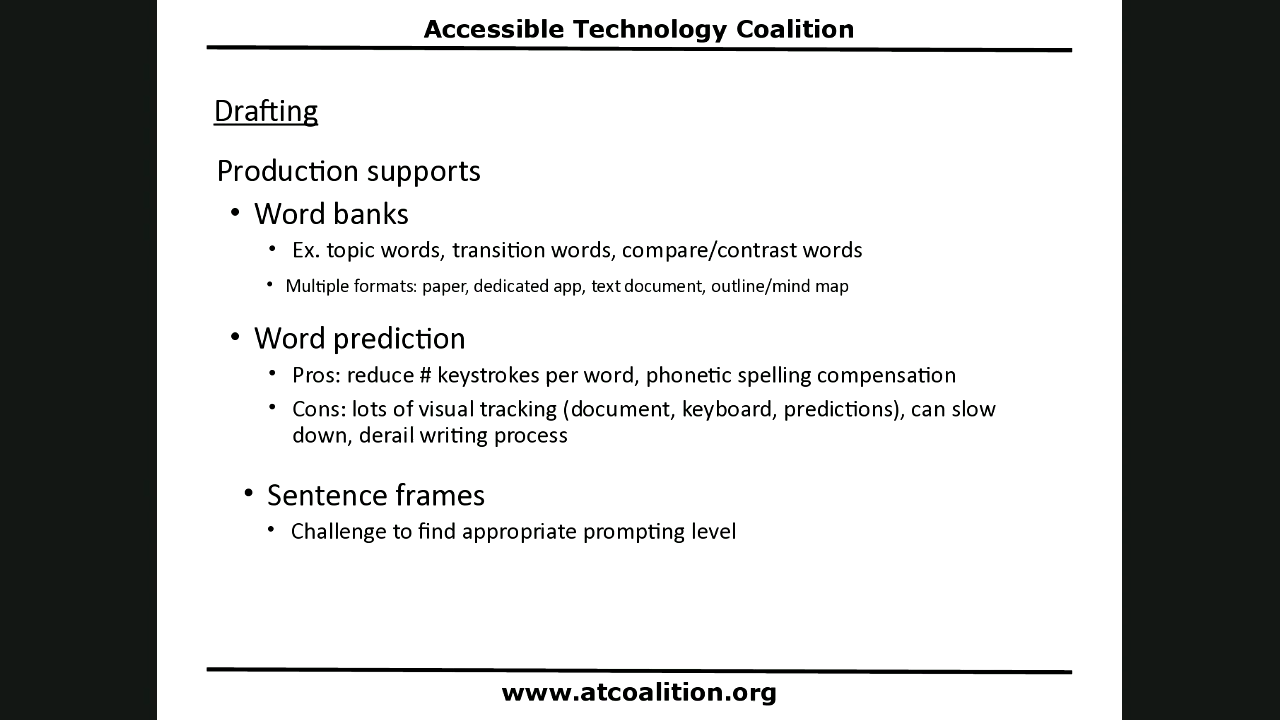 Accessible Technology Coalition
Drafting
Production supports
• Word banks
• Ex. topic words, transition words, compare/contrast words
• Multiple formats: paper, dedicated app, text document, outline/mind map
• Word prediction
• Pros: reduce # keystrokes per word, phonetic spelling compensation
• Cons: lots of visual tracking (document, keyboard, predictions), can slow
down, derail writing process
• Sentence frames
• Challenge to find appropriate prompting level
www.atcoalition.org